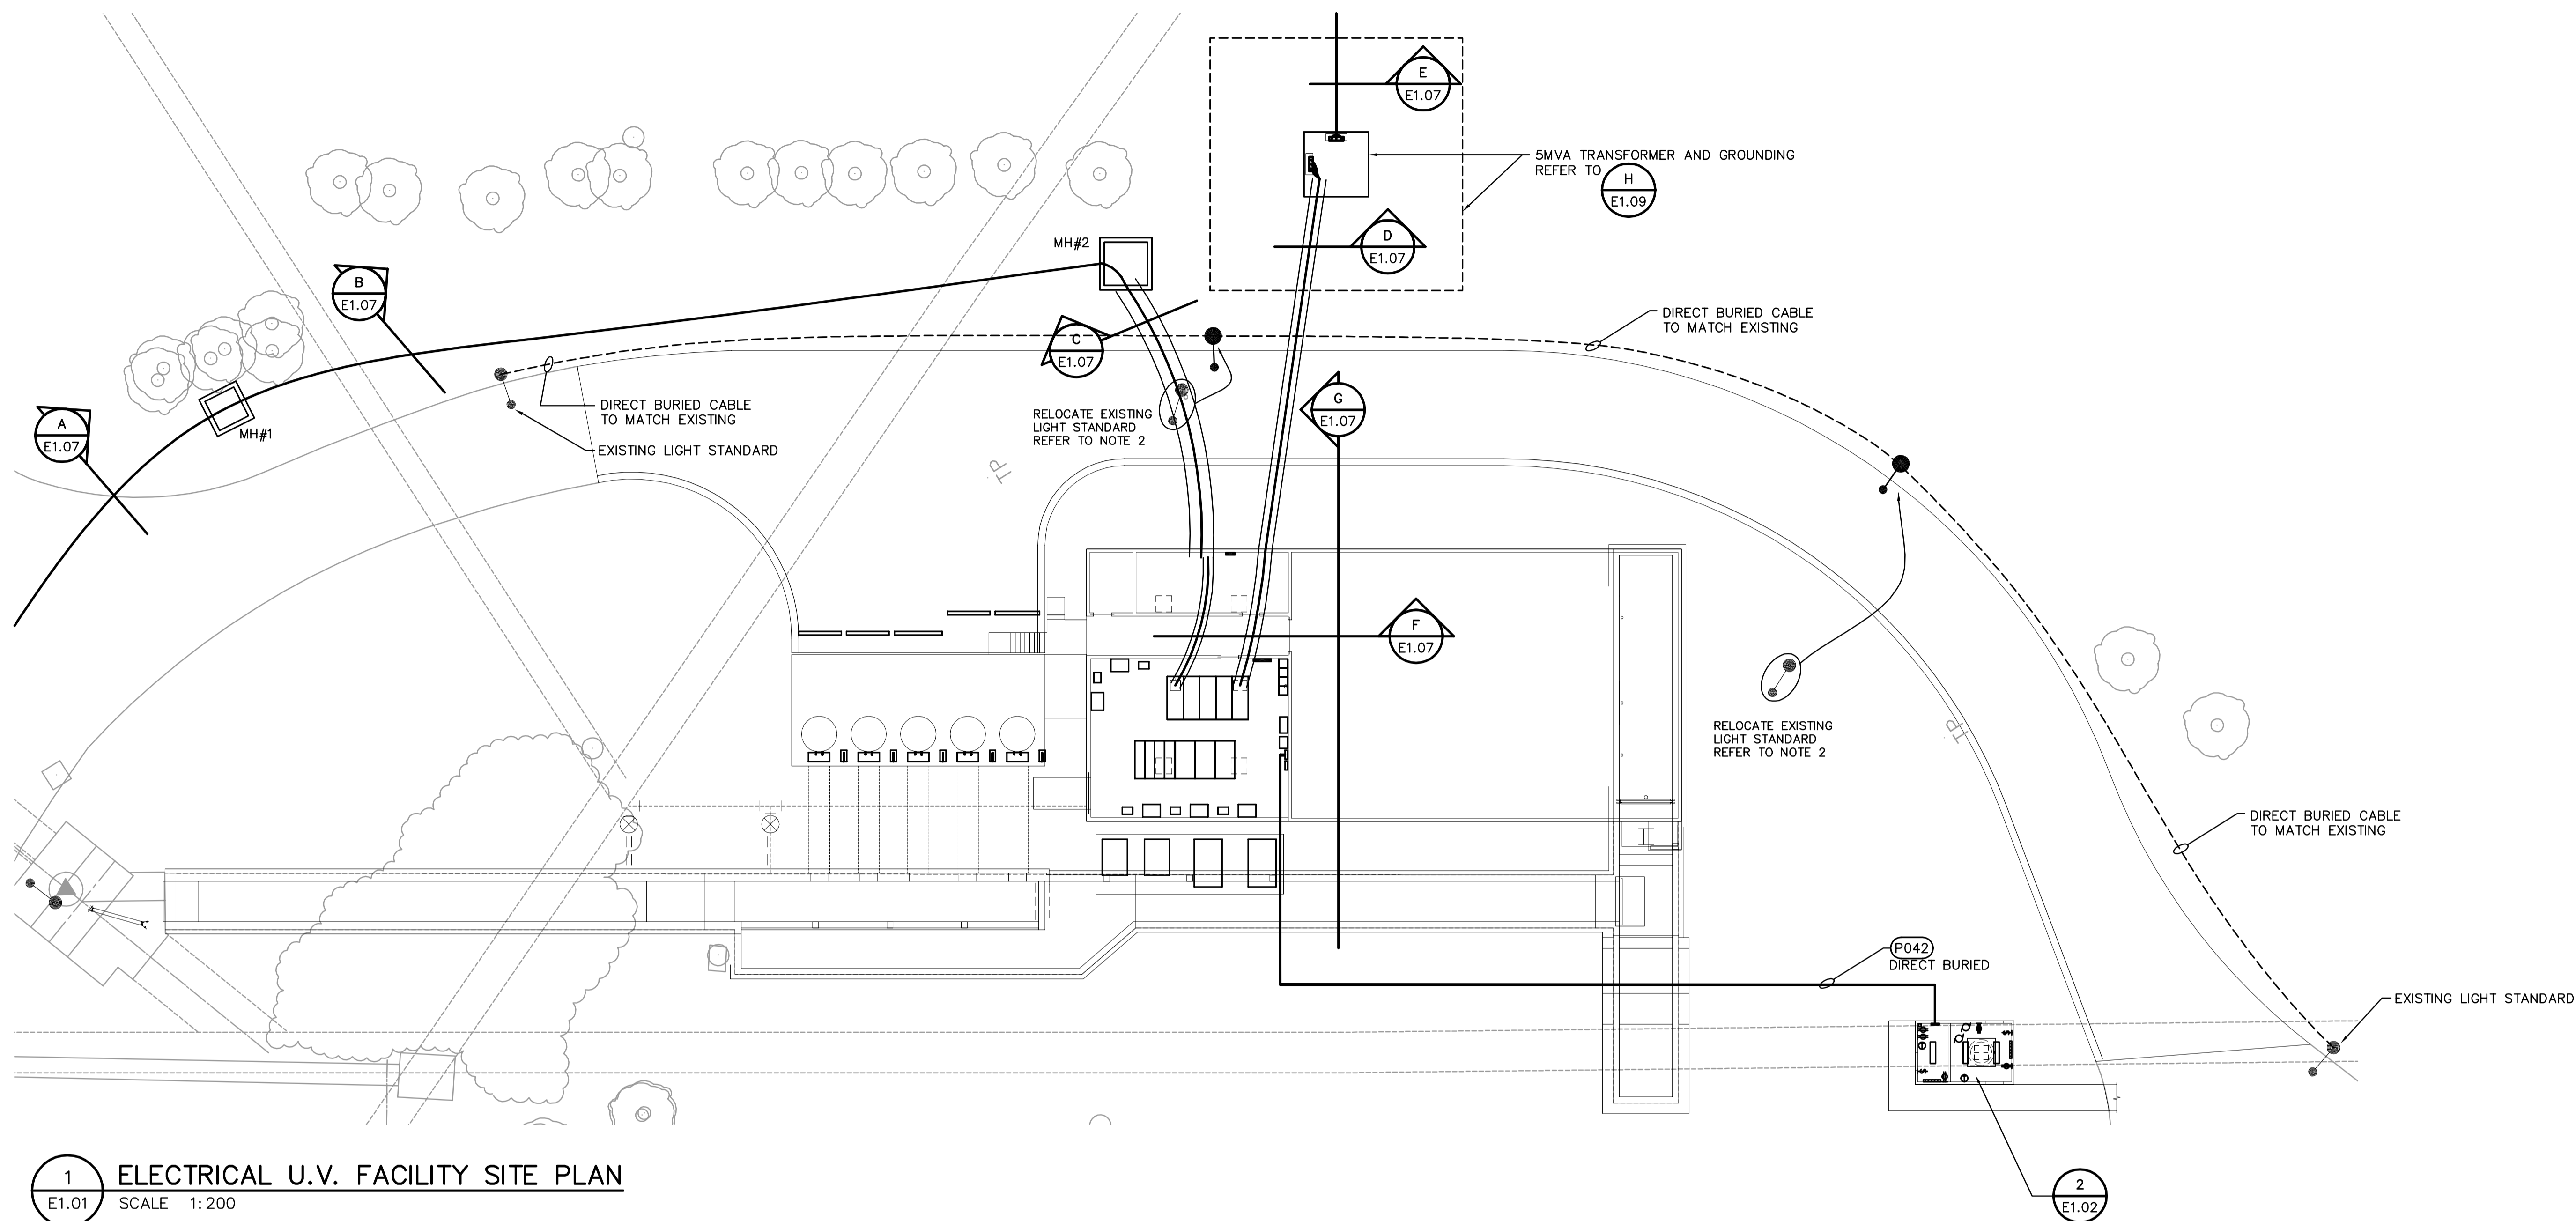 E
E1.07
5MVA TRANSFORMER AND GROUNDING
REFER TO
H
E1.09
D
E1.07
MH#2
B
E1.07
DIRECT BURIED CABLE
TO MATCH EXISTING
C
E1.07
A
E1.07
MH#1
DIRECT BURIED CABLE
TO MATCH EXISTING
EXISTING LIGHT STANDARD
RELOCATE EXISTING
LIGHT STANDARD
REFER TO NOTE 2
G
E1.07
TP
F
E1.07
RELOCATE EXISTING
LIGHT STANDARD
REFER TO NOTE 2
TP
DIRECT BURIED CABLE
TO MATCH EXISTING
P042
DIRECT BURIED
EXISTING LIGHT STANDARD
1
E1.01
ELECTRICAL U.V. FACILITY SITE PLAN
SCALE 1:200
2
E1.02